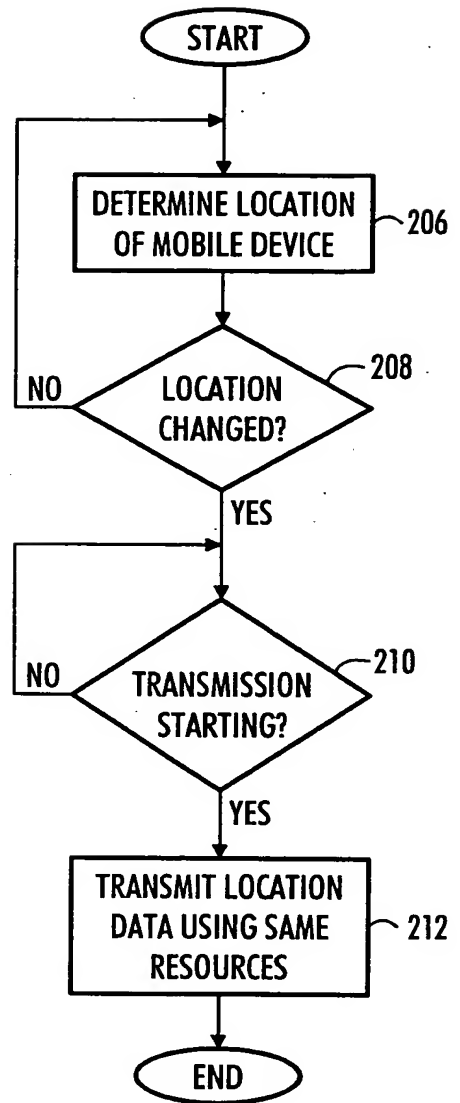 START
DETERMINE LOCATION
OF MOBILE DEVICE
206
208
LOCATION
CHANGED?
NO
YES
210
TRANSMISSION
STARTING?
NO
YES
TRANSMIT LOCATION
DATA USING SAME
RESOURCES
212
END